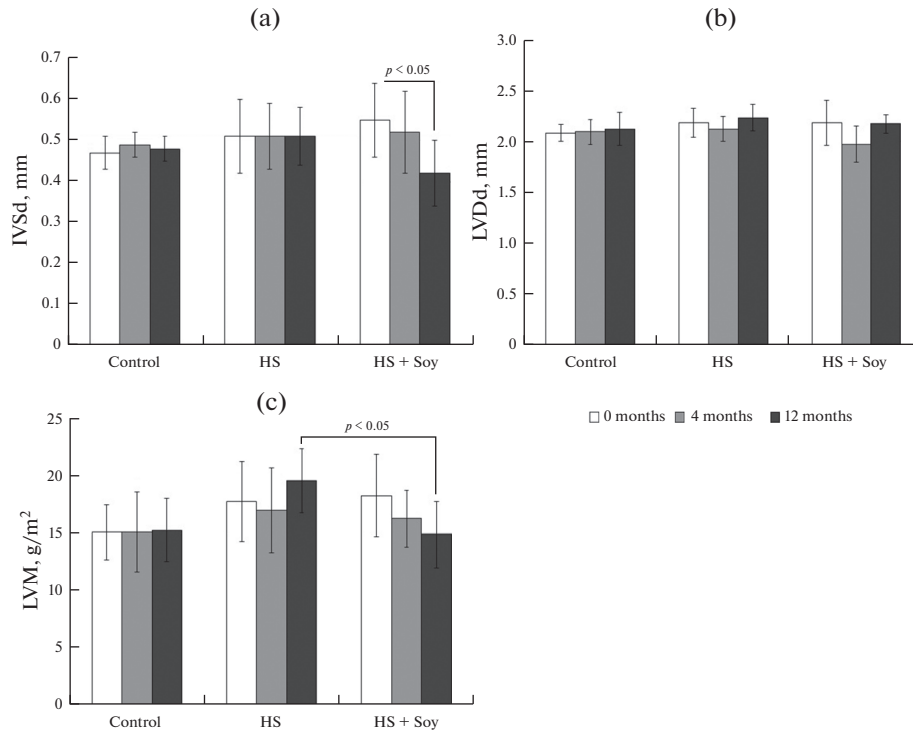 (a)
0.7
0.6
0.5
0.4
0.3
0.2
0.1
0
IVSd, mm
p < 0.05
Control HS HS + Soy
(b)
3.0
2.5
2.0
1.5
1.0
0.5
0
LVDd, mm
Control HS HS + Soy
(c)
25
20
15
10
5
0
LVM, g/m²
p < 0.05
Control HS HS + Soy
0 months 4 months 12 months